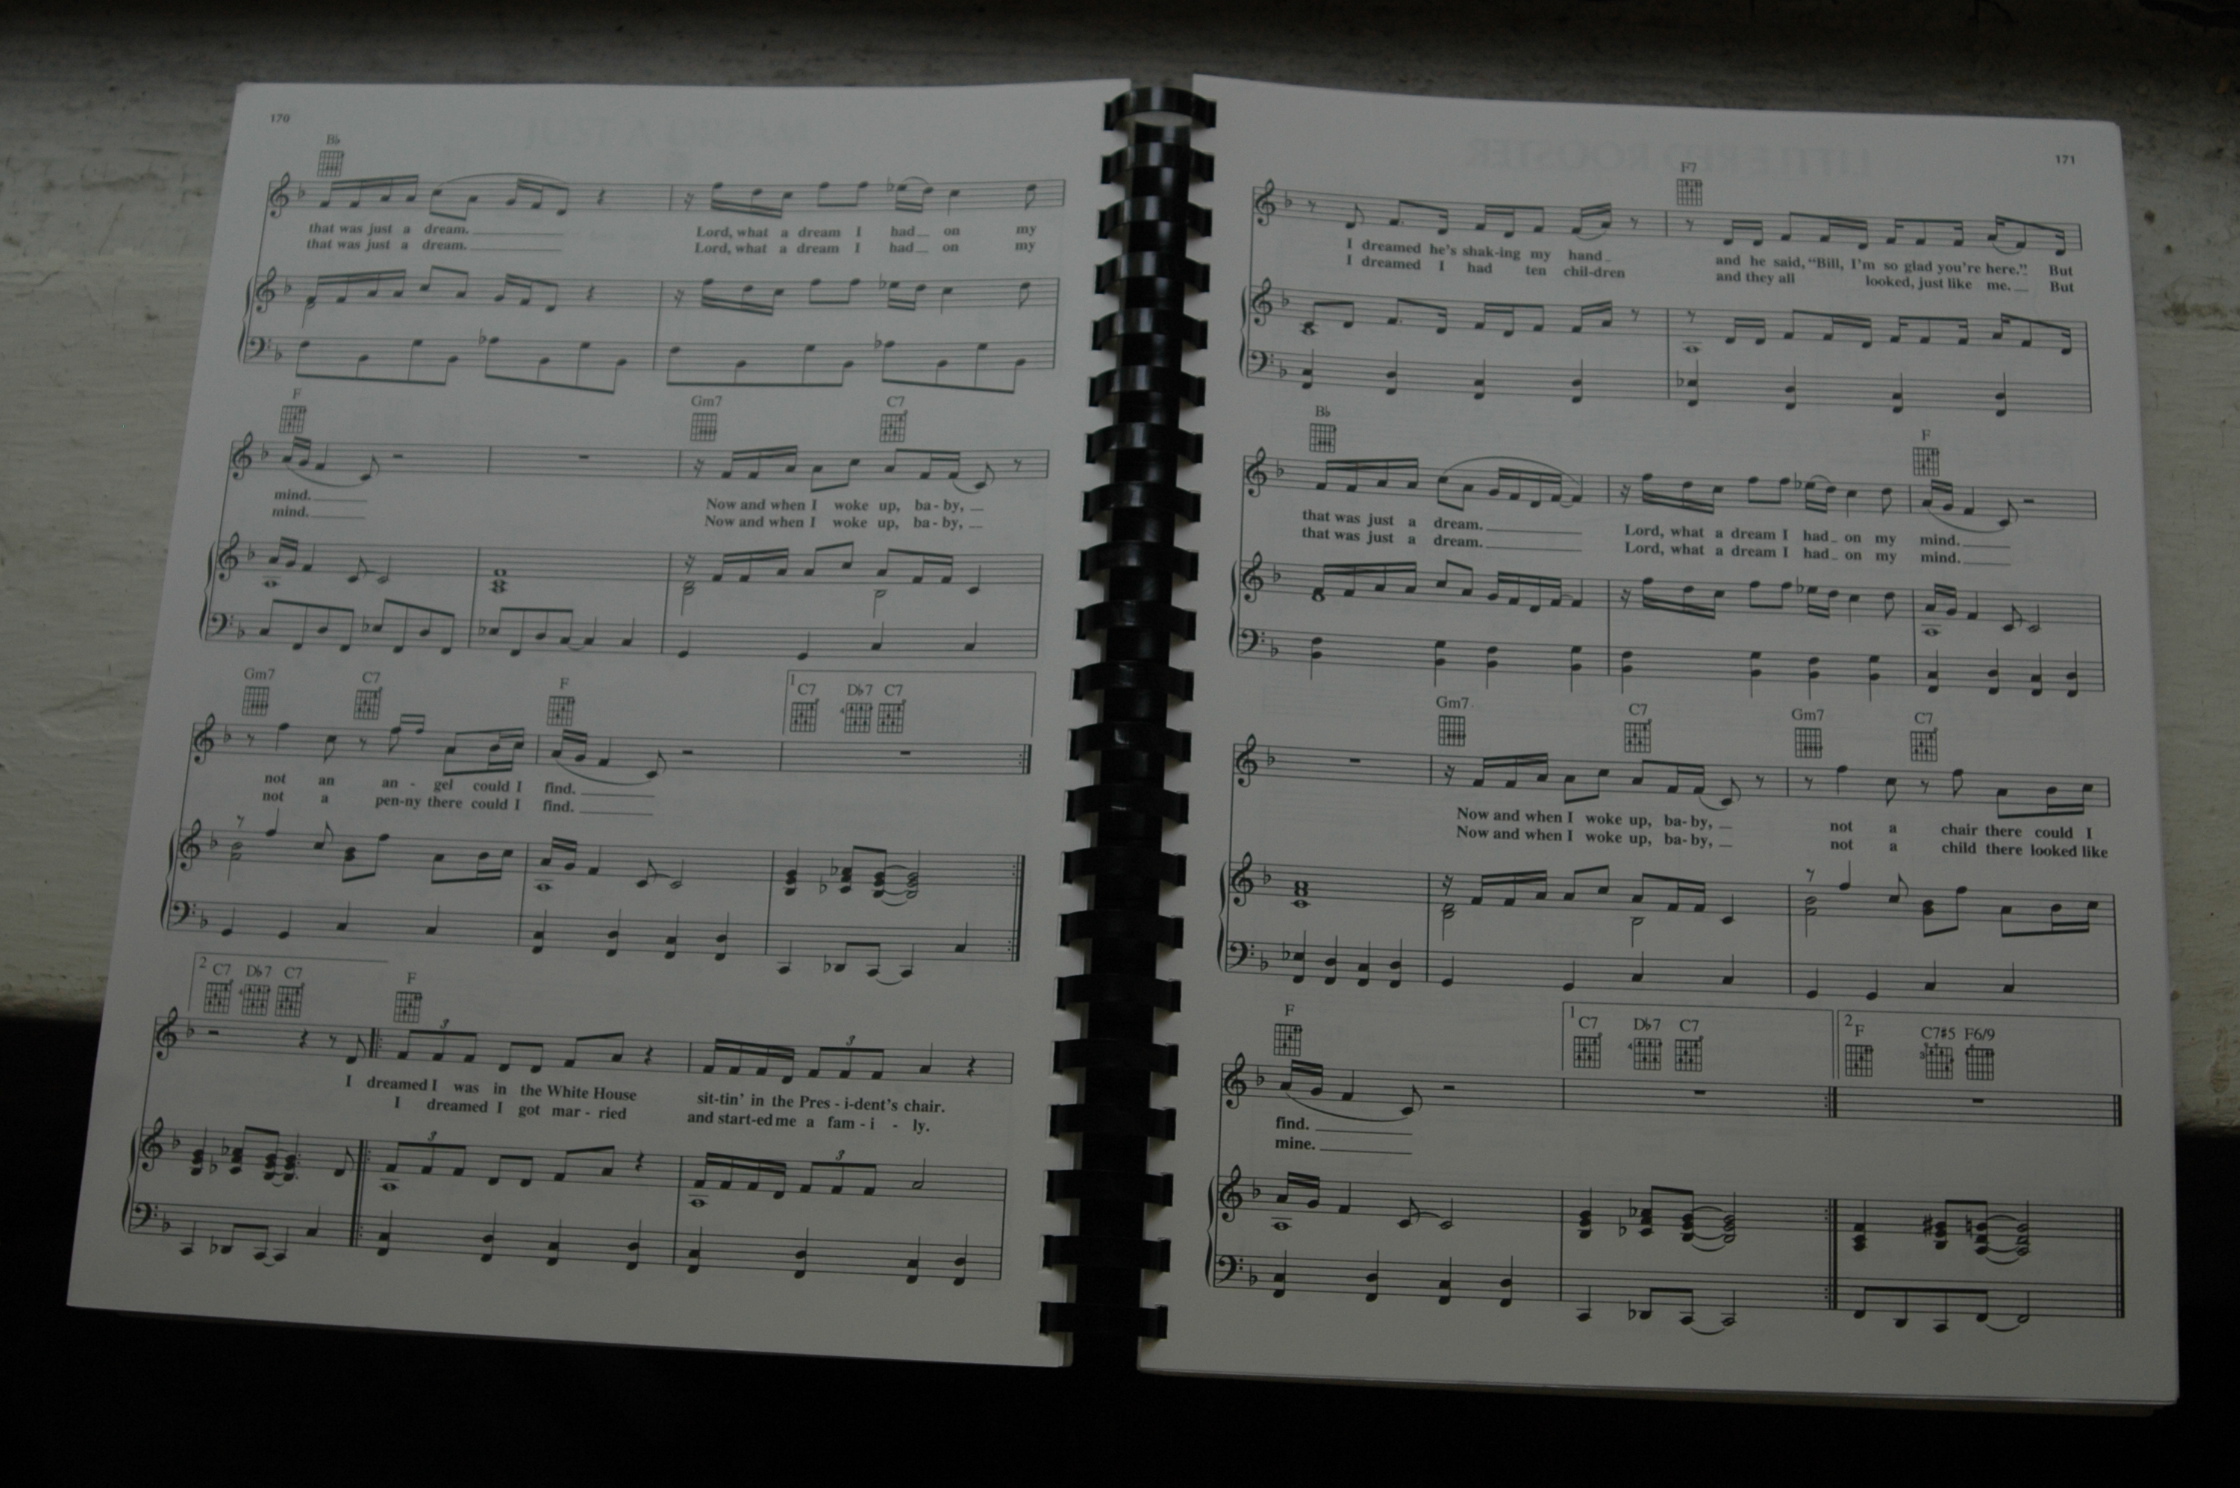 170
B♭
that was just a dream. Lord, what a dream I had on my
that was just a dream. Lord, what a dream I had on my
F Gm7 C7
mind. Now and when I woke up, ba - by,
mind. Now and when I woke up, ba - by,
Gm7 C7 F 1 C7 D♭7 C7
not an an - gel could I find.
not a pen-ny there could I find.
2 C7 D♭7 C7 F
I dreamed I was in the White House sit-tin' in the Pres - i-dent's chair.
I dreamed I got mar - ried and start-ed me a fam - i - ly.
171
F7
I dreamed he's shak-ing my hand and he said, “Bill, I'm so glad you're here.” But
I dreamed I had ten chil-dren and they all looked, just like me. But
B♭ F
that was just a dream. Lord, what a dream I had on my mind.
that was just a dream. Lord, what a dream I had on my mind.
Gm7 C7 Gm7 C7
Now and when I woke up, ba- by, not a chair there could I
Now and when I woke up, ba- by, not a child there looked like
F 1 C7 D♭7 C7 2 F C7♯5 F6/9
find.
mine.